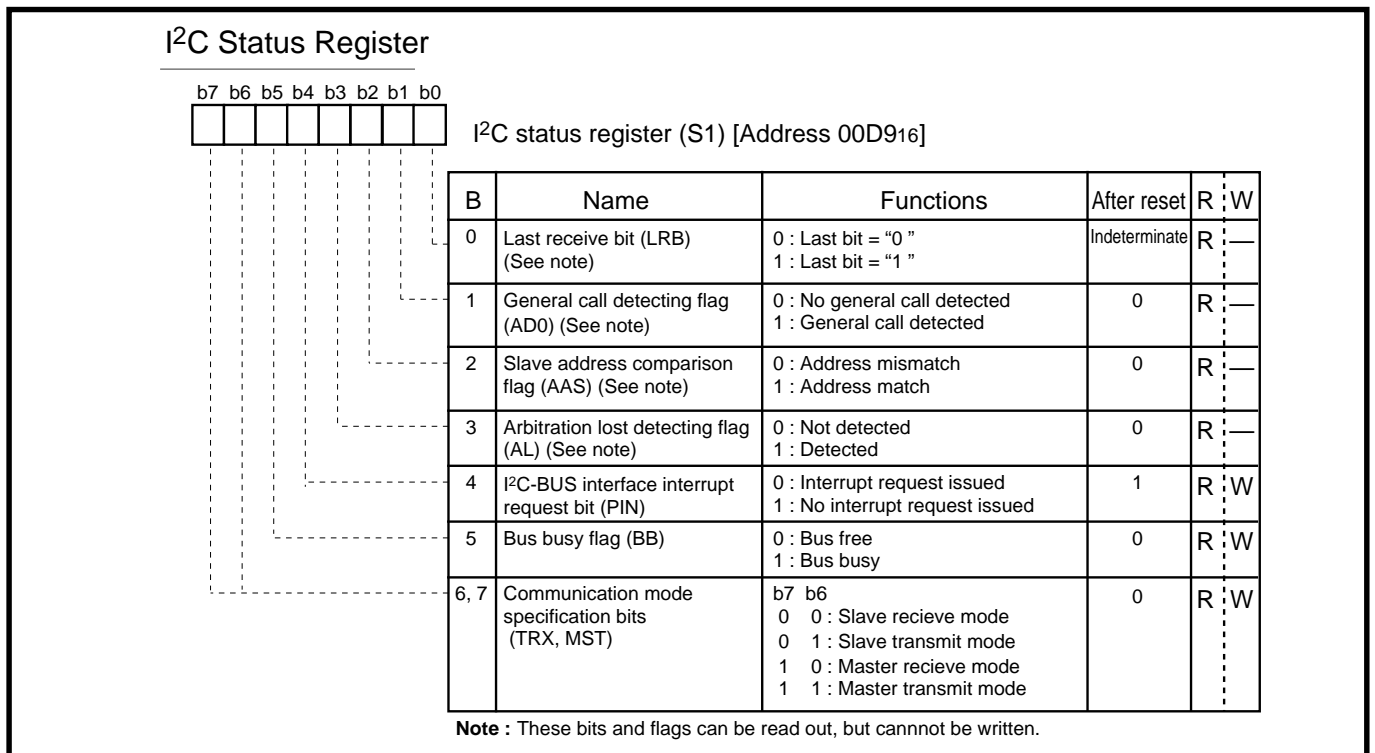 I2C Status Register
b7 b6 b5 b4 b3 b2 b1 b0
I2C status register (S1) [Address 00D916]
B Name Functions After reset R W
0 Last receive bit (LRB) (See note) 0 : Last bit = “0 ” Indeterminate R —
1 : Last bit = “1 ”
1 General call detecting flag (AD0) (See note) 0 : No general call detected 0 R —
1 : General call detected
2 Slave address comparison flag (AAS) (See note) 0 : Address mismatch 0 R —
1 : Address match
3 Arbitration lost detecting flag (AL) (See note) 0 : Not detected 0 R —
1 : Detected
4 I2C-BUS interface interrupt request bit (PIN) 0 : Interrupt request issued 1 R W
1 : No interrupt request issued
5 Bus busy flag (BB) 0 : Bus free 0 R W
1 : Bus busy
6, 7 Communication mode specification bits (TRX, MST) b7 b6 0 R W
0 0 : Slave recieve mode
0 1 : Slave transmit mode
1 0 : Master recieve mode
1 1 : Master transmit mode
Note : These bits and flags can be read out, but cannnot be written.